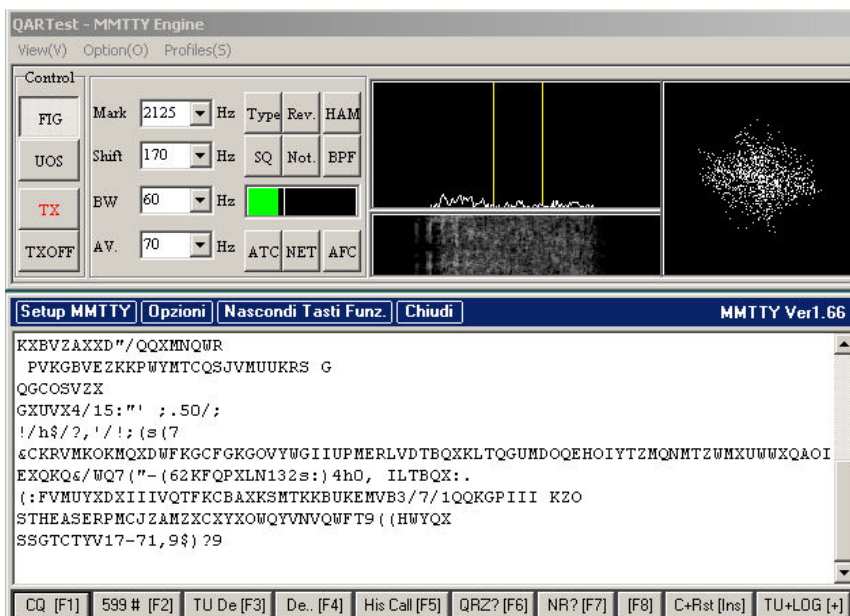 QARTest - MMTTY Engine
View(V) Option(O) Profiles(S)
Control
FIG
UOS
TX
TXOFF
Mark 2125 Hz
Shift 170 Hz
BW 60 Hz
AV. 70 Hz
Type Rev. HAM
SQ Not. BPF
ATC NET AFC
Setup MMTTY Opzioni Nascondi Tasti Funz. Chiudi MMTTY Ver1.66
KXBVZAXXD"/QQXMNQWR
PVKGBVEZKKPWYMTCQSJVMUUKRS G
QGCOSVZX
GXUVX4/15:"' ;.50/;
!/h$/?,'/!;(s(7
&CKRVMKOKMQXDWFKGCFGKGOVYWGIIUPMERLVDTBQXKLTQGUMDOQEHOIYTZMQNMTZWMXUWWXQAOI
EXQKQ&/WQ7("-(62KFQPXLN132s:)4h0, ILTBQX:.
(:FVMUYXDXIIIVQTFKCBAXKSMTKKBUKEMVB3/7/1QQKGPIII KZO
STHEASERPMCJZAMZXCXYXOWQYVNVQWFT9((HWYQX
SSGTCTYV17-71,9$)?9
CQ [F1] 599 # [F2] TU De [F3] De.. [F4] His Call [F5] QRZ? [F6] NR? [F7] [F8] C+Rst [Ins] TU+LOG [+]